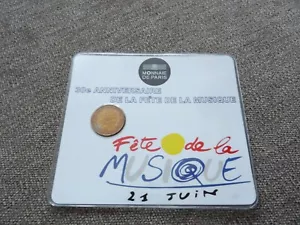 MONNAIE
DE PARIS
30e ANNIVERSAIRE
DE LA FÊTE DE LA MUSIQUE
Fête de la
MUSIQUE
21 JUIN